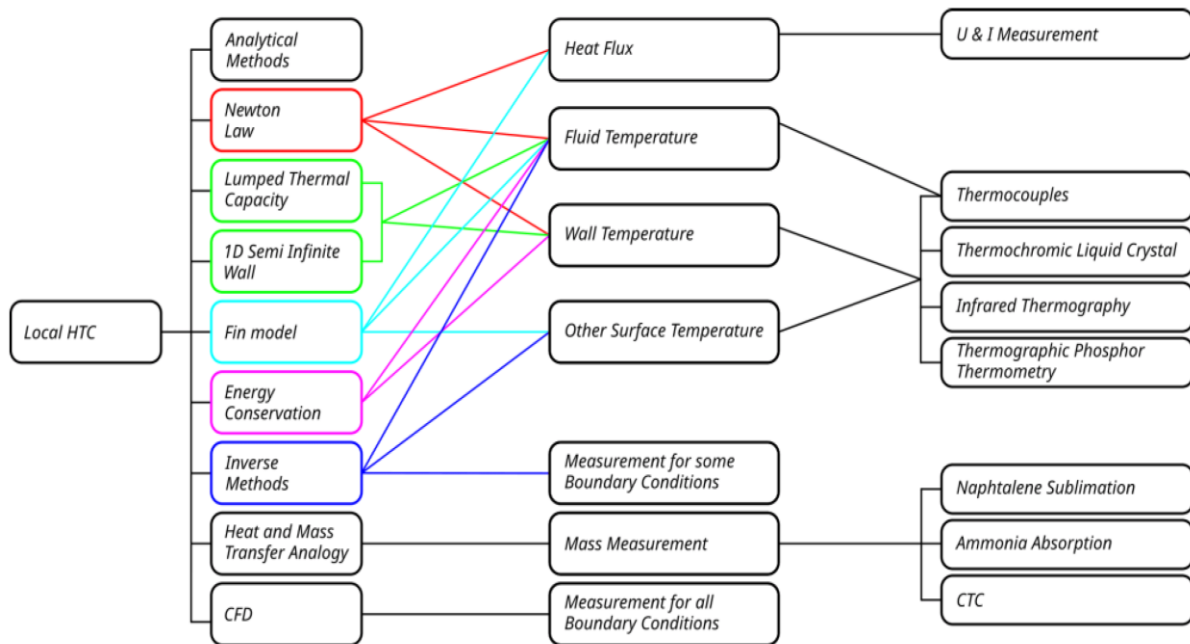 Local HTC
Analytical
Methods
Newton
Law
Lumped Thermal
Capacity
1D Semi Infinite
Wall
Fin model
Energy
Conservation
Inverse
Methods
Heat and Mass
Transfer Analogy
CFD
Heat Flux
Fluid Temperature
Wall Temperature
Other Surface Temperature
Measurement for some
Boundary Conditions
Mass Measurement
Measurement for all
Boundary Conditions
U & I Measurement
Thermocouples
Thermochromic Liquid Crystal
Infrared Thermography
Thermographic Phosphor
Thermometry
Naphtalene Sublimation
Ammonia Absorption
CTC